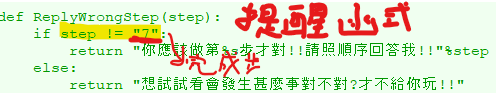 def ReplyWrongStep(step):
提醒函式
if step != "7":
完成步
return "你應該做第%s步才對!!請照順序回答我!!"%step
else:
return "想試試看會發生甚麼事對不對?才不給你玩!!"